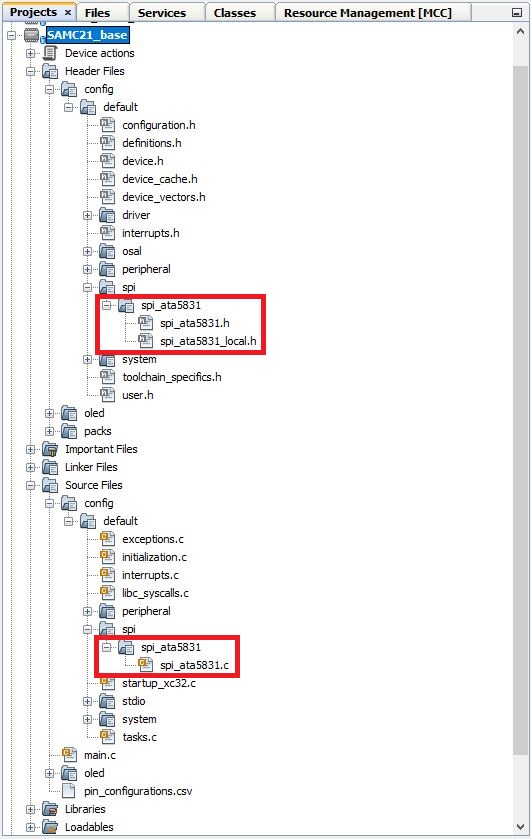 Projects × Files Services Classes Resource Management [MCC]
SAMC21_base
Device actions
Header Files
config
default
configuration.h
definitions.h
device.h
device_cache.h
device_vectors.h
driver
interrupts.h
osal
peripheral
spi
spi_ata5831
spi_ata5831.h
spi_ata5831_local.h
system
toolchain_specifics.h
user.h
oled
packs
Important Files
Linker Files
Source Files
config
default
exceptions.c
initialization.c
interrupts.c
libc_syscalls.c
peripheral
spi
spi_ata5831
spi_ata5831.c
startup_xc32.c
stdio
system
tasks.c
main.c
oled
pin_configurations.csv
Libraries
Loadables